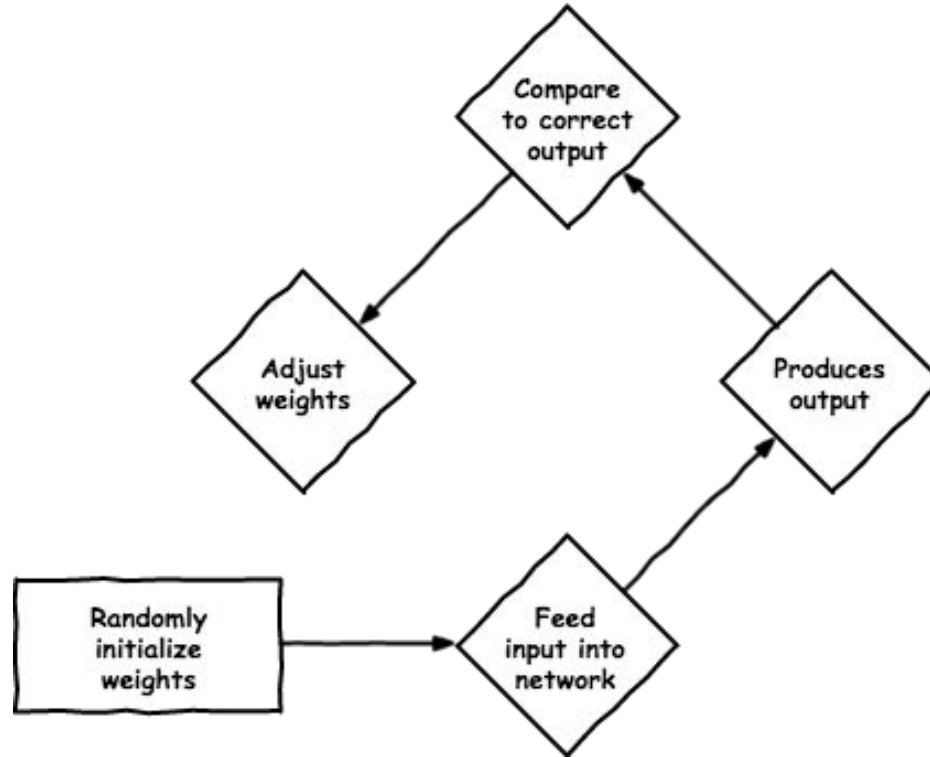 Compare
to correct
output
Adjust
weights
Produces
output
Randomly
initialize
weights
Feed
input into
network